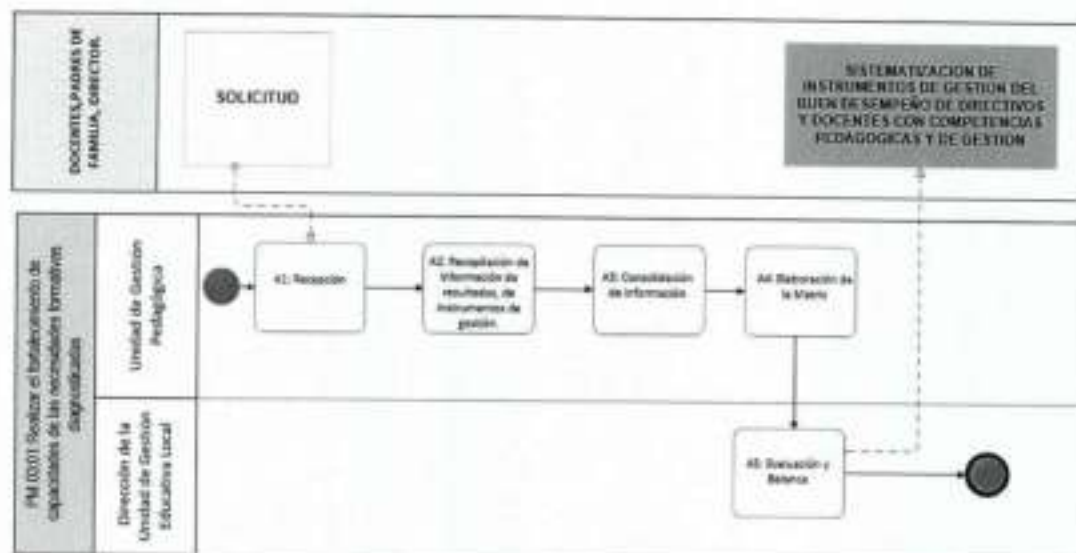 DOCENTES,PADRES DE
FAMILIA, DIRECTOR.
SOLICITUD
SISTEMATIZACION DE
INSTRUMENTOS DE GESTION DEL
BUEN DESEMPEÑO DE DIRECTIVOS
Y DOCENTES CON COMPETENCIAS
PEDAGOGICAS Y DE GESTION
PM 03.01 Realizar el fortalecimiento de
capacidades de las necesidades formativas
diagnosticadas
Unidad de Gestión
Pedagógica
A1: Recepción
A2: Recopilación de
información de
resultados, de
instrumentos de
gestión.
A3: Consolidación
de información
A4: Elaboración de
la Matriz
Dirección de la
Unidad de Gestión
Educativa Local
A5: Evaluación y
Balance